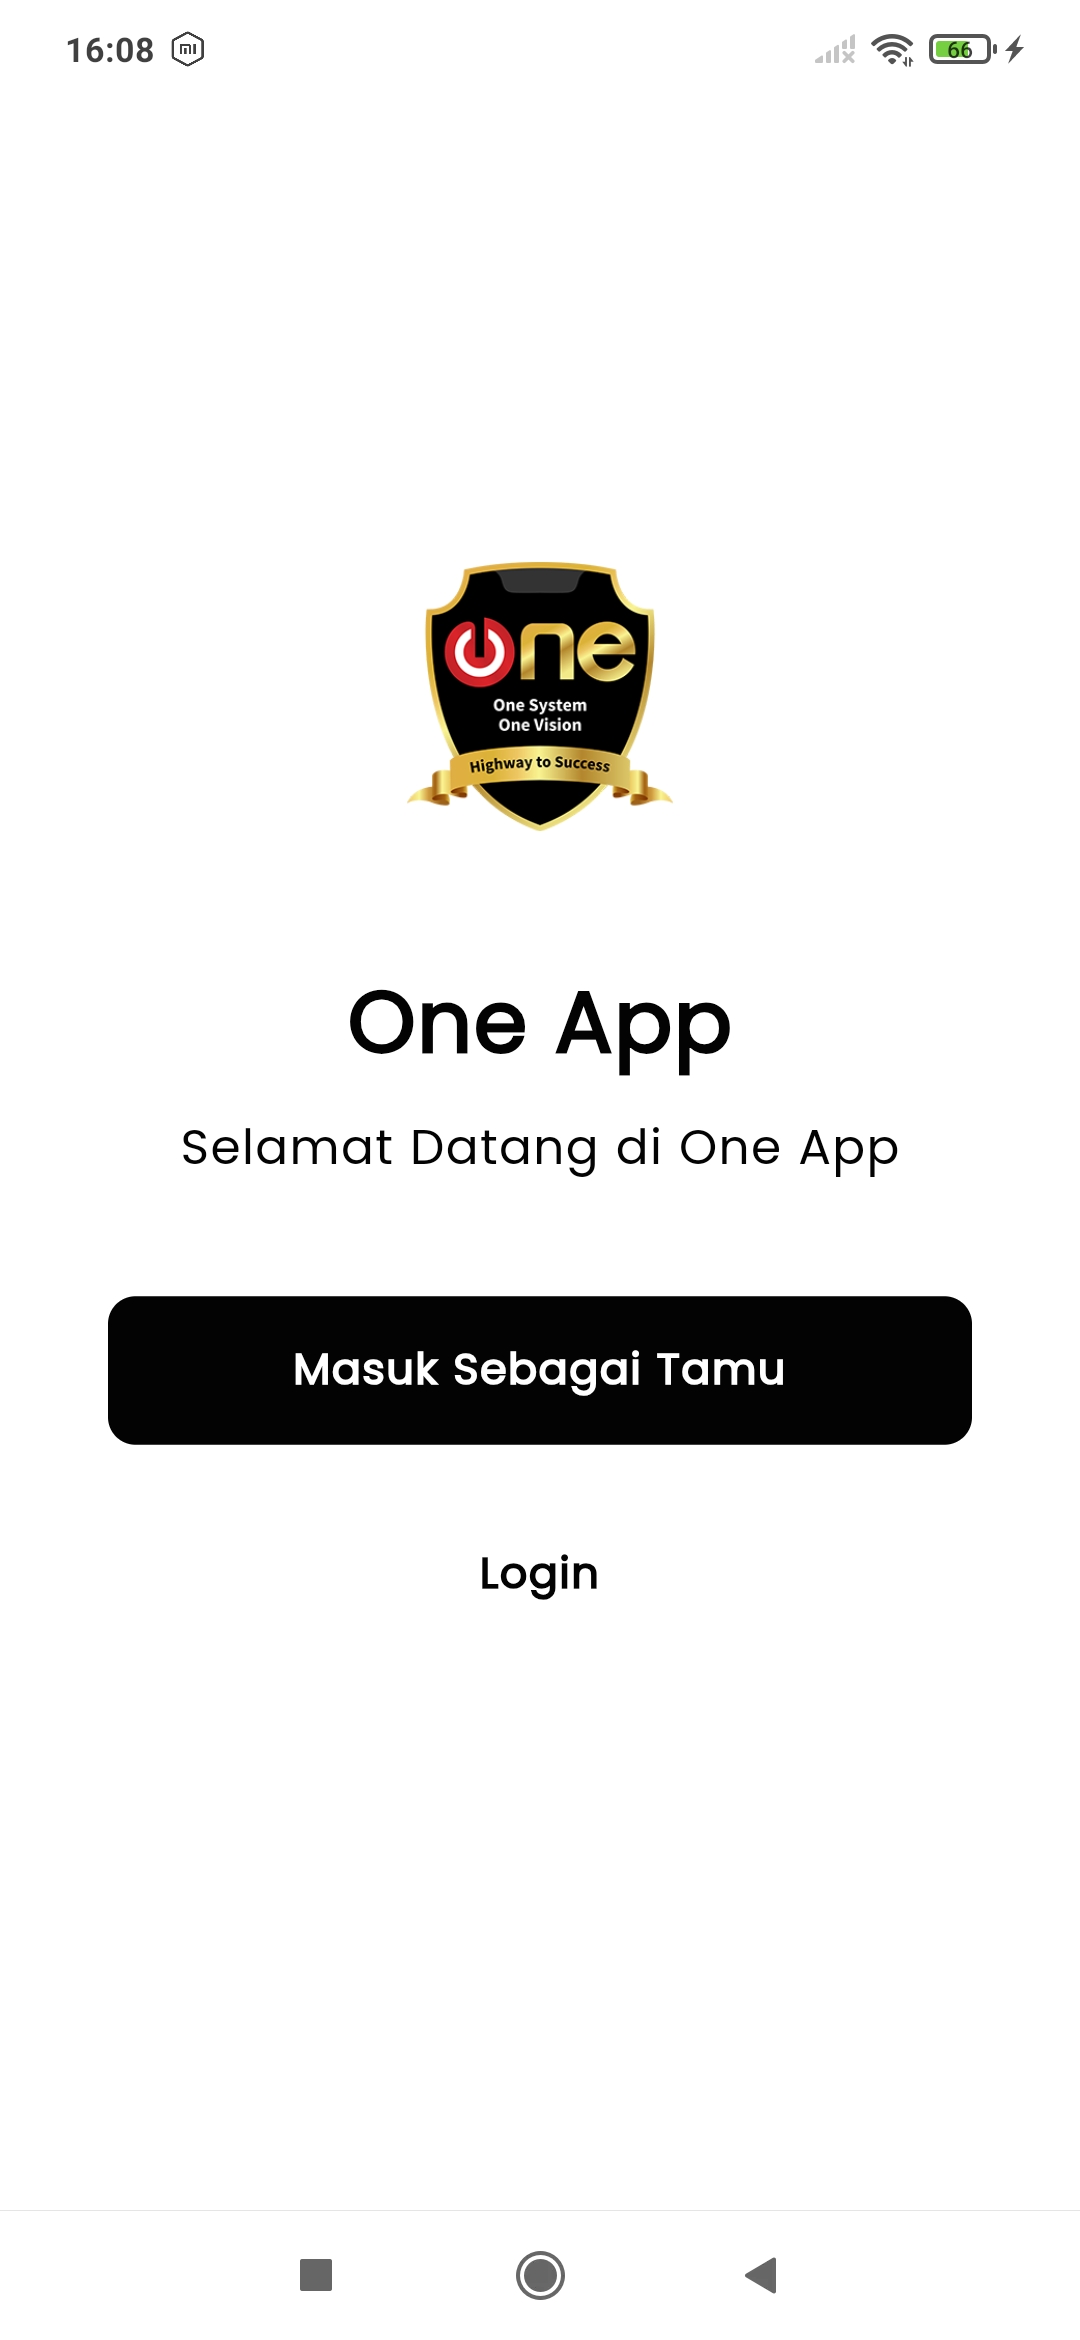 16:08
66
one
One System
One Vision
Highway to Success
One App
Selamat Datang di One App
Masuk Sebagai Tamu
Login